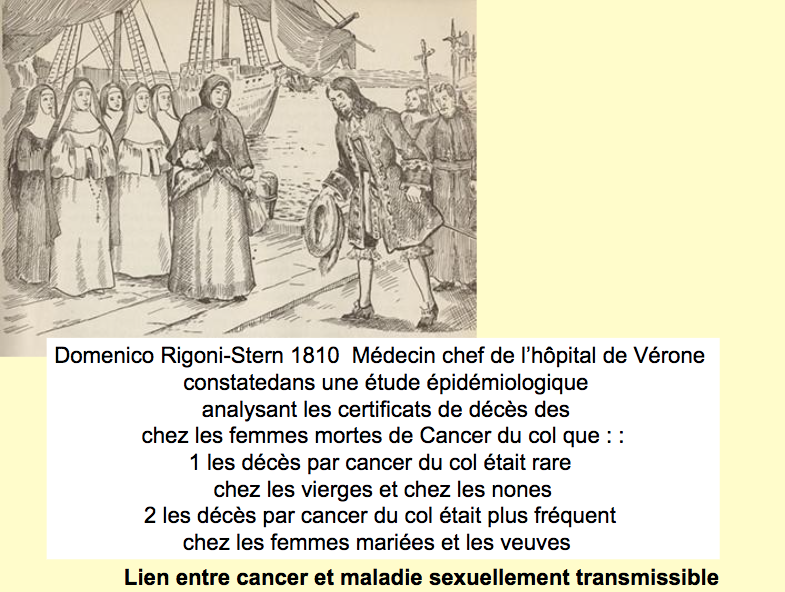 Domenico Rigoni-Stern 1810  Médecin chef de l’hôpital de Vérone
constatedans une étude épidémiologique
analysant les certificats de décès des
chez les femmes mortes de Cancer du col que : :
1 les décès par cancer du col était rare
chez les vierges et chez les nones
2 les décès par cancer du col était plus fréquent
chez les femmes mariées et les veuves
Lien entre cancer et maladie sexuellement transmissible